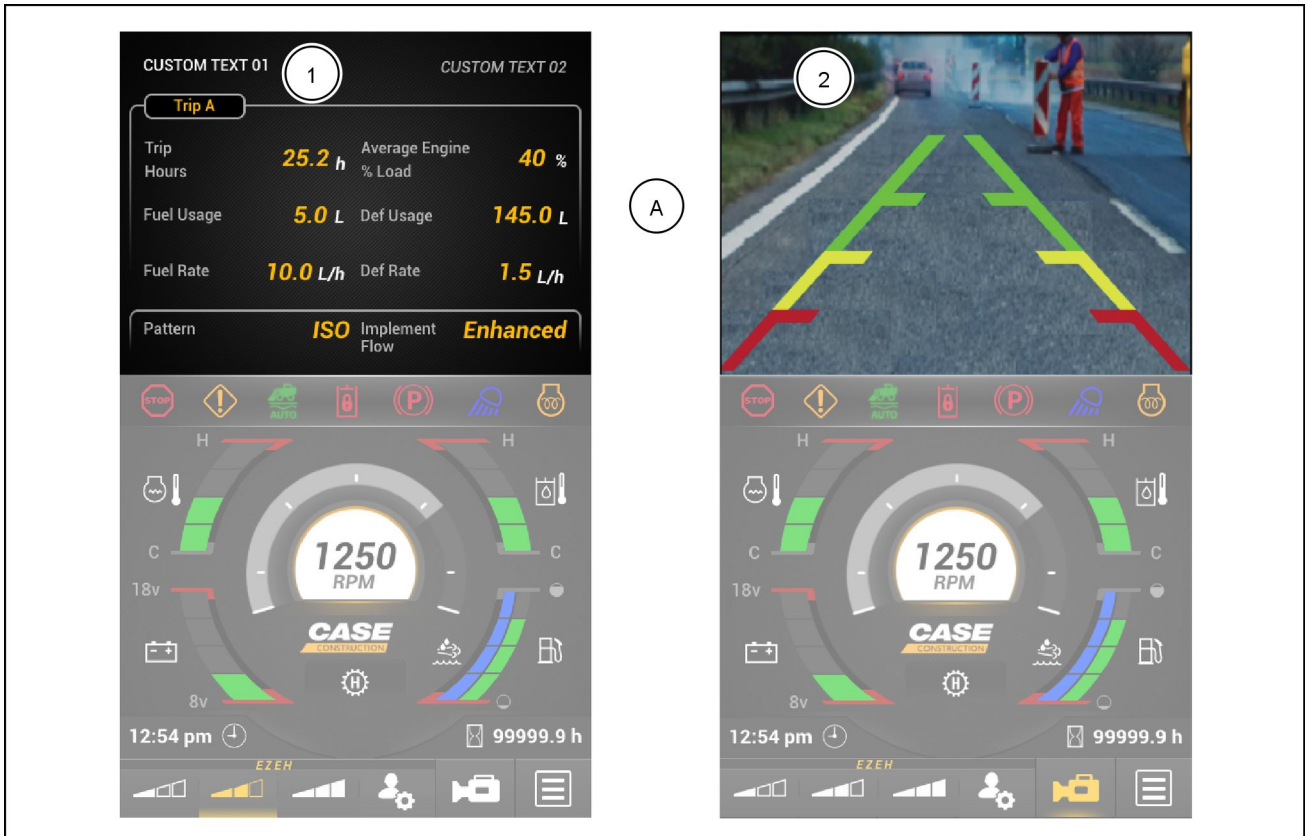 CUSTOM TEXT 01
1
CUSTOM TEXT 02
Trip A
Trip Hours
25.2 h
Average Engine % Load
40 %
Fuel Usage
5.0 L
Def Usage
145.0 L
Fuel Rate
10.0 L/h
Def Rate
1.5 L/h
Pattern
ISO
Implement Flow
Enhanced
STOP
AUTO
P
H
H
C
C
1250
RPM
18v
CASE
CONSTRUCTION
H
8v
12:54 pm
99999.9 h
EZEH
A
2
STOP
AUTO
P
H
H
C
C
1250
RPM
18v
CASE
CONSTRUCTION
H
8v
12:54 pm
99999.9 h
EZEH